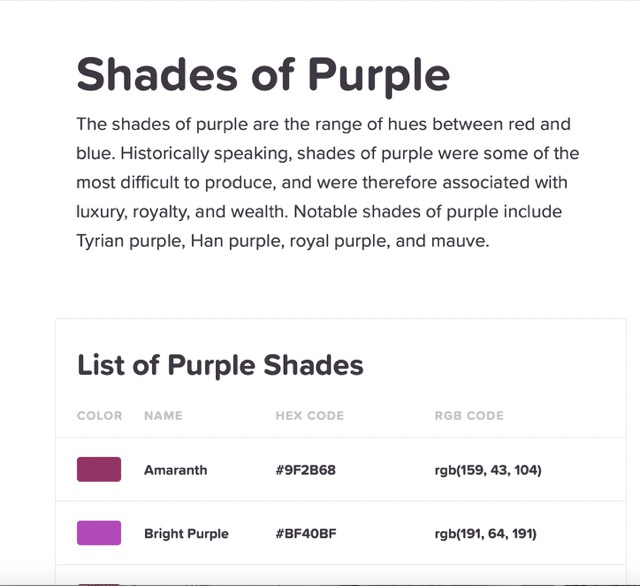 Shades of Purple
The shades of purple are the range of hues between red and
blue. Historically speaking, shades of purple were some of the
most difficult to produce, and were therefore associated with
luxury, royalty, and wealth. Notable shades of purple include
Tyrian purple, Han purple, royal purple, and mauve.
List of Purple Shades
COLOR NAME HEX CODE RGB CODE
Amaranth #9F2B68 rgb(159, 43, 104)
Bright Purple #BF40BF rgb(191, 64, 191)